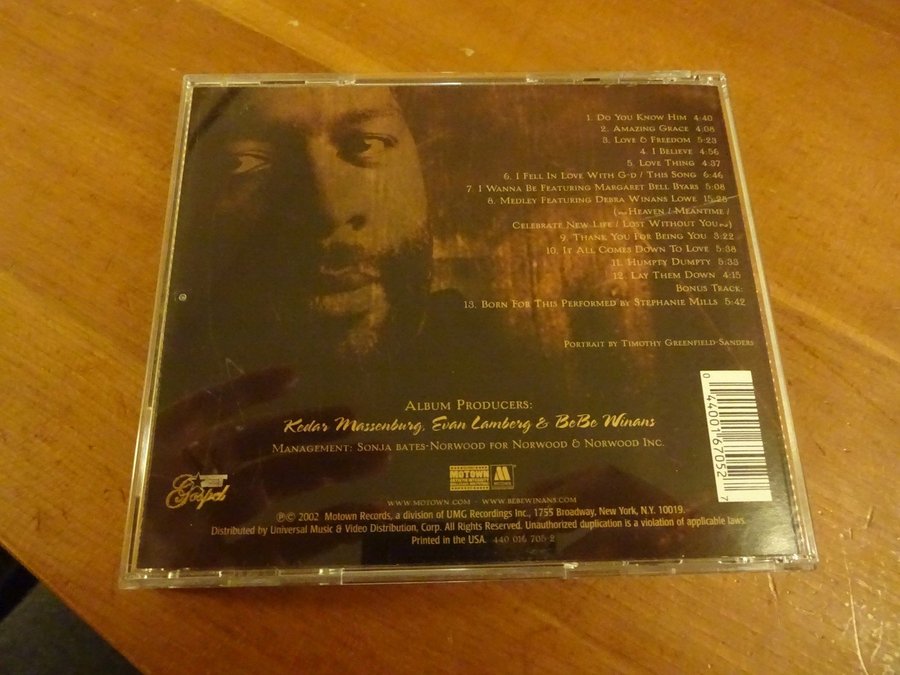 1. Do You Know Him 4:40
2. Amazing Grace 4:08
3. Love & Freedom 5:23
4. I Believe 4:56
5. Love Thing 4:37
6. I Fell In Love With G-d / This Song 6:46
7. I Wanna Be Featuring Margaret Bell Byars 5:08
8. Medley Featuring Debra Winans Lowe 15:28
Heaven / Meantime /
Celebrate New Life / Lost Without You
9. Thank You For Being You 3:22
10. It All Comes Down To Love 5:38
11. Humpty Dumpty 5:33
12. Lay Them Down 4:15
Bonus Track:
13. Born For This Performed by Stephanie Mills 5:42
Portrait by Timothy Greenfield-Sanders
Album Producers:
Kedar Massenburg, Evan Lamberg & BeBe Winans
Management: Sonja Bates-Norwood for Norwood & Norwood Inc.
Gospel
MOTOWN
M
www.motown.com - www.bebewinans.com
℗© 2002 Motown Records, a division of UMG Recordings Inc., 1755 Broadway, New York, N.Y. 10019.
Distributed by Universal Music & Video Distribution, Corp. All Rights Reserved. Unauthorized duplication is a violation of applicable laws.
Printed in the USA. 440 016 705-2
0 44001 67052 7